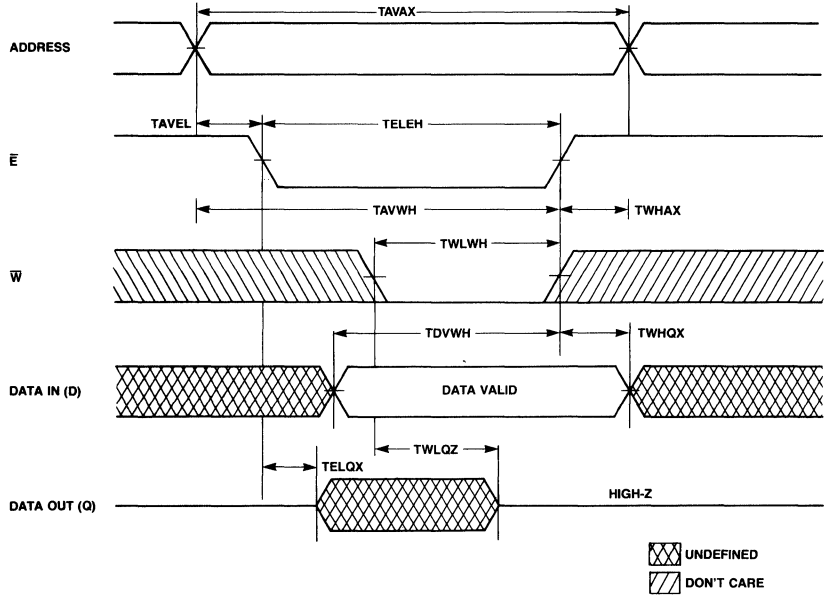 TAVAX
ADDRESS
TAVEL
TELEH
E̅
TAVWH
TWHAX
TWLWH
W̅
TDVWH
TWHQX
DATA IN (D)
DATA VALID
TWLQZ
TELQX
HIGH-Z
DATA OUT (Q)
UNDEFINED
DON'T CARE